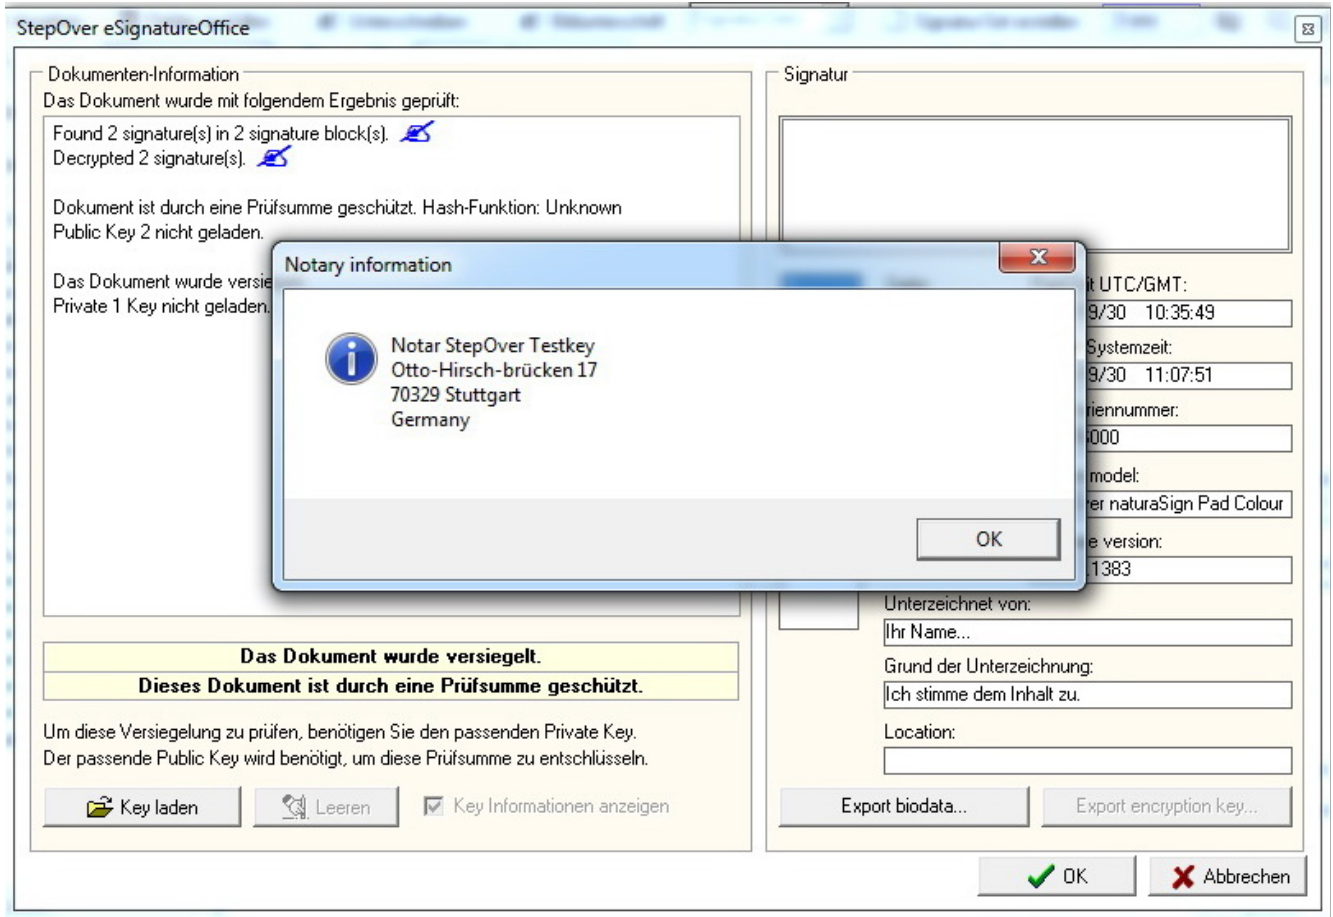 StepOver eSignatureOffice
Dokumenten-Information
Das Dokument wurde mit folgendem Ergebnis geprüft:
Found 2 signature(s) in 2 signature block(s).
Decrypted 2 signature(s).
Dokument ist durch eine Prüfsumme geschützt. Hash-Funktion: Unknown
Public Key 2 nicht geladen.
Das Dokument wurde
Private 1 Key nicht geladen.
Notary information
Notar StepOver Testkey
Otto-Hirsch-brücken 17
70329 Stuttgart
Germany
OK
Das Dokument wurde versiegelt.
Dieses Dokument ist durch eine Prüfsumme geschützt.
Um diese Versiegelung zu prüfen, benötigen Sie den passenden Private Key.
Der passende Public Key wird benötigt, um diese Prüfsumme zu entschlüsseln.
Key laden
Leeren
Key Informationen anzeigen
Signatur
UTC/GMT:
9/30 10:35:49
Systemzeit:
9/30 11:07:51
riennummer:
000
model:
er naturaSign Pad Colour
e version:
.1383
Unterzeichnet von:
Ihr Name...
Grund der Unterzeichnung:
Ich stimme dem Inhalt zu.
Location:
Export biodata...
Export encryption key...
OK
Abbrechen